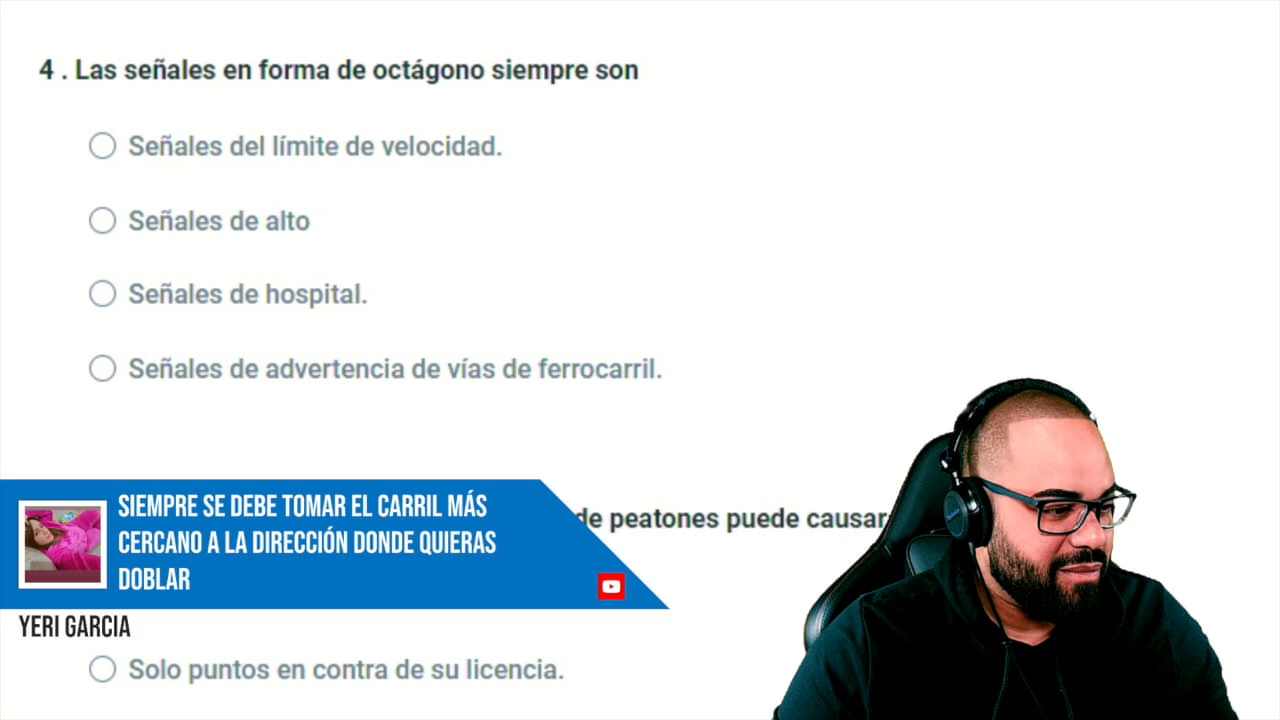 4 . Las señales en forma de octágono siempre son
Señales del límite de velocidad.
Señales de alto
Señales de hospital.
Señales de advertencia de vías de ferrocarril.
SIEMPRE SE DEBE TOMAR EL CARRIL MÁS
CERCANO A LA DIRECCIÓN DONDE QUIERAS
DOBLAR
de peatones puede causar
YERI GARCIA
Solo puntos en contra de su licencia.